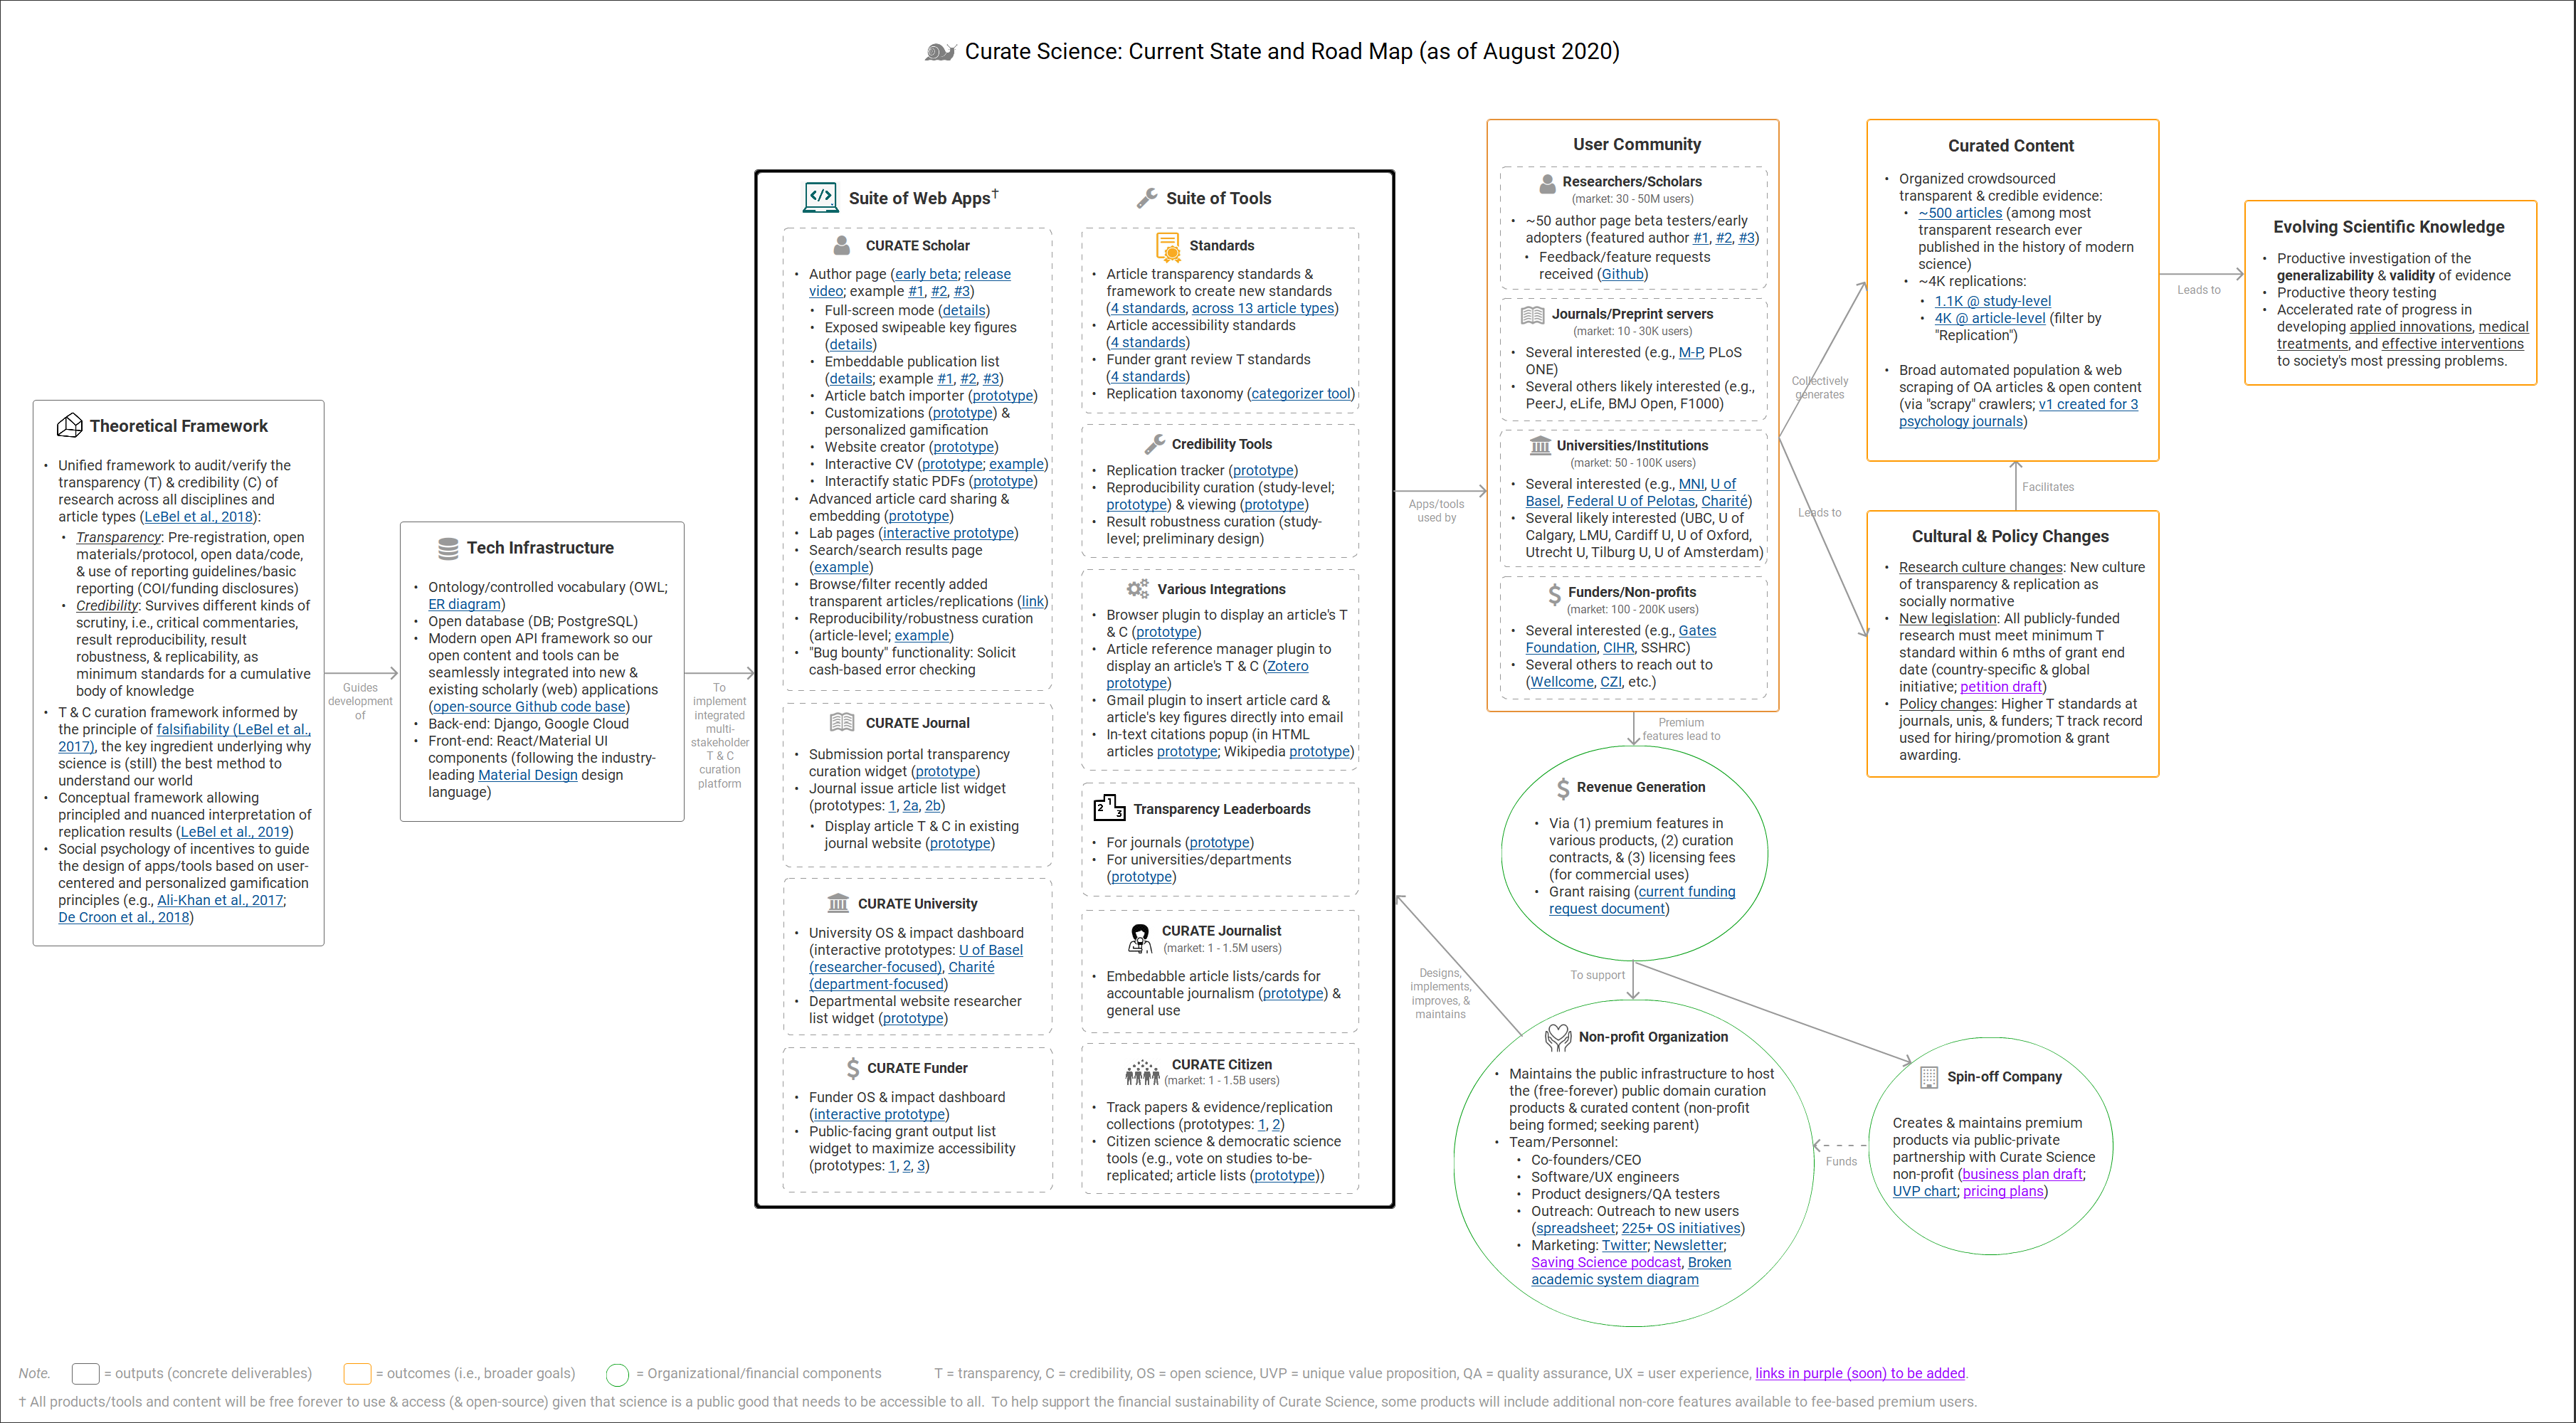 Curate Science: Current State and Road Map (as of August 2020)
Theoretical Framework
• Unified framework to audit/verify the
transparency (T) & credibility (C) of
research across all disciplines and
article types (LeBel et al., 2018):
• Transparency: Pre-registration, open
materials/protocol, open data/code,
& use of reporting guidelines/basic
reporting (COI/funding disclosures)
• Credibility: Survives different kinds of
scrutiny, i.e., critical commentaries,
result reproducibility, result
robustness, & replicability, as
minimum standards for a cumulative
body of knowledge
• T & C curation framework informed by
the principle of falsifiability (LeBel et al.,
2017), the key ingredient underlying why
science is (still) the best method to
understand our world
• Conceptual framework allowing
principled and nuanced interpretation of
replication results (LeBel et al., 2019)
• Social psychology of incentives to guide
the design of apps/tools based on user-
centered and personalized gamification
principles (e.g., Ali-Khan et al., 2017;
De Croon et al., 2018)
Guides
development
of
Tech Infrastructure
• Ontology/controlled vocabulary (OWL;
ER diagram)
• Open database (DB; PostgreSQL)
• Modern open API framework so our
open content and tools can be
seamlessly integrated into new &
existing scholarly (web) applications
(open-source Github code base)
• Back-end: Django, Google Cloud
• Front-end: React/Material UI
components (following the industry-
leading Material Design design
language)
To
implement
integrated
multi-
stakeholder
T & C
curation
platform
Suite of Web Apps†
CURATE Scholar
• Author page (early beta; release
video; example #1, #2, #3)
• Full-screen mode (details)
• Exposed swipeable key figures
(details)
• Embeddable publication list
(details; example #1, #2, #3)
• Article batch importer (prototype)
• Customizations (prototype) &
personalized gamification
• Website creator (prototype)
• Interactive CV (prototype; example)
• Interactify static PDFs (prototype)
• Advanced article card sharing &
embedding (prototype)
• Lab pages (interactive prototype)
• Search/search results page
(example)
• Browse/filter recently added
transparent articles/replications (link)
• Reproducibility/robustness curation
(article-level; example)
• "Bug bounty" functionality: Solicit
cash-based error checking
CURATE Journal
• Submission portal transparency
curation widget (prototype)
• Journal issue article list widget
(prototypes: 1, 2a, 2b)
• Display article T & C in existing
journal website (prototype)
CURATE University
• University OS & impact dashboard
(interactive prototypes: U of Basel
(researcher-focused), Charité
(department-focused)
• Departmental website researcher
list widget (prototype)
CURATE Funder
• Funder OS & impact dashboard
(interactive prototype)
• Public-facing grant output list
widget to maximize accessibility
(prototypes: 1, 2, 3)
Suite of Tools
Standards
• Article transparency standards &
framework to create new standards
(4 standards, across 13 article types)
• Article accessibility standards
(4 standards)
• Funder grant review T standards
(4 standards)
• Replication taxonomy (categorizer tool)
Credibility Tools
• Replication tracker (prototype)
• Reproducibility curation (study-level;
prototype) & viewing (prototype)
• Result robustness curation (study-
level; preliminary design)
Various Integrations
• Browser plugin to display an article's T
& C (prototype)
• Article reference manager plugin to
display an article's T & C (Zotero
prototype)
• Gmail plugin to insert article card &
article's key figures directly into email
• In-text citations popup (in HTML
articles prototype; Wikipedia prototype)
2 1 3
Transparency Leaderboards
• For journals (prototype)
• For universities/departments
(prototype)
CURATE Journalist
(market: 1 - 1.5M users)
• Embedabble article lists/cards for
accountable journalism (prototype) &
general use
CURATE Citizen
(market: 1 - 1.5B users)
• Track papers & evidence/replication
collections (prototypes: 1, 2)
• Citizen science & democratic science
tools (e.g., vote on studies to-be-
replicated; article lists (prototype))
Apps/tools
used by
User Community
Researchers/Scholars
(market: 30 - 50M users)
• ~50 author page beta testers/early
adopters (featured author #1, #2, #3)
• Feedback/feature requests
received (Github)
Journals/Preprint servers
(market: 10 - 30K users)
• Several interested (e.g., M-P, PLoS
ONE)
• Several others likely interested (e.g.,
PeerJ, eLife, BMJ Open, F1000)
Universities/Institutions
(market: 50 - 100K users)
• Several interested (e.g., MNI, U of
Basel, Federal U of Pelotas, Charité)
• Several likely interested (UBC, U of
Calgary, LMU, Cardiff U, U of Oxford,
Utrecht U, Tilburg U, U of Amsterdam)
Funders/Non-profits
(market: 100 - 200K users)
• Several interested (e.g., Gates
Foundation, CIHR, SSHRC)
• Several others to reach out to
(Wellcome, CZI, etc.)
Collectively
generates
Leads to
Premium
features lead to
Curated Content
• Organized crowdsourced
transparent & credible evidence:
• ~500 articles (among most
transparent research ever
published in the history of modern
science)
• ~4K replications:
• 1.1K @ study-level
• 4K @ article-level (filter by
"Replication")
• Broad automated population & web
scraping of OA articles & open content
(via "scrapy" crawlers; v1 created for 3
psychology journals)
Facilitates
Cultural & Policy Changes
• Research culture changes: New culture
of transparency & replication as
socially normative
• New legislation: All publicly-funded
research must meet minimum T
standard within 6 mths of grant end
date (country-specific & global
initiative; petition draft)
• Policy changes: Higher T standards at
journals, unis, & funders; T track record
used for hiring/promotion & grant
awarding.
Leads to
Evolving Scientific Knowledge
• Productive investigation of the
generalizability & validity of evidence
• Productive theory testing
• Accelerated rate of progress in
developing applied innovations, medical
treatments, and effective interventions
to society's most pressing problems.
Revenue Generation
• Via (1) premium features in
various products, (2) curation
contracts, & (3) licensing fees
(for commercial uses)
• Grant raising (current funding
request document)
To support
Designs,
implements,
improves, &
maintains
Non-profit Organization
• Maintains the public infrastructure to host
the (free-forever) public domain curation
products & curated content (non-profit
being formed; seeking parent)
• Team/Personnel:
• Co-founders/CEO
• Software/UX engineers
• Product designers/QA testers
• Outreach: Outreach to new users
(spreadsheet; 225+ OS initiatives)
• Marketing: Twitter; Newsletter;
Saving Science podcast, Broken
academic system diagram
Funds
Spin-off Company
Creates & maintains premium
products via public-private
partnership with Curate Science
non-profit (business plan draft;
UVP chart; pricing plans)
Note. = outputs (concrete deliverables) = outcomes (i.e., broader goals) = Organizational/financial components T = transparency, C = credibility, OS = open science, UVP = unique value proposition, QA = quality assurance, UX = user experience, links in purple (soon) to be added.
† All products/tools and content will be free forever to use & access (& open-source) given that science is a public good that needs to be accessible to all. To help support the financial sustainability of Curate Science, some products will include additional non-core features available to fee-based premium users.